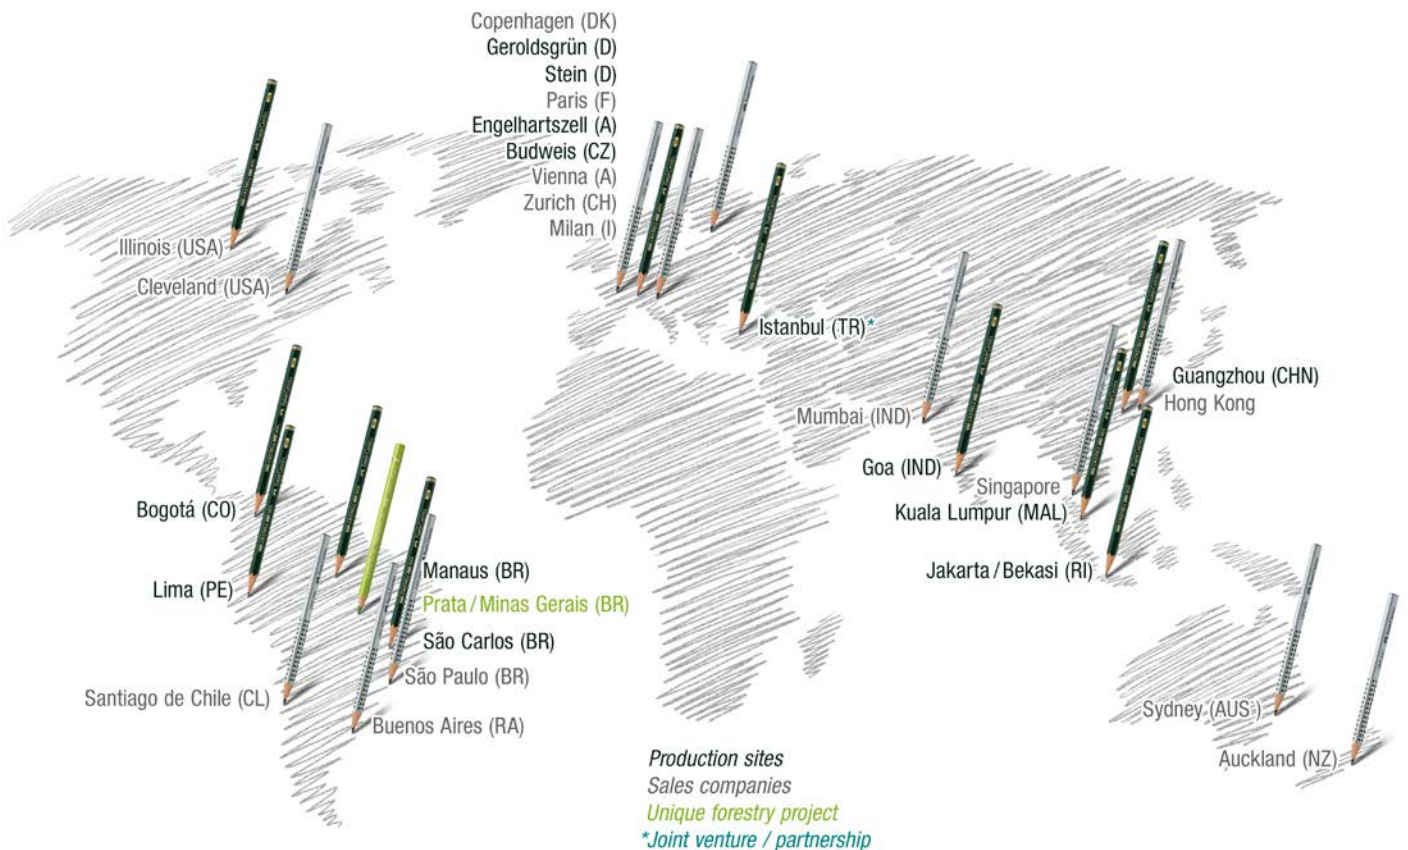 Copenhagen (DK)
Geroldsgrün (D)
Stein (D)
Paris (F)
Engelhartszell (A)
Budweis (CZ)
Vienna (A)
Zurich (CH)
Milan (I)
Illinois (USA)
Cleveland (USA)
Istanbul (TR)*
Guangzhou (CHN)
Hong Kong
Mumbai (IND)
Goa (IND)
Singapore
Kuala Lumpur (MAL)
Jakarta / Bekasi (RI)
Bogotá (CO)
Lima (PE)
Manaus (BR)
Prata / Minas Gerais (BR)
São Carlos (BR)
São Paulo (BR)
Santiago de Chile (CL)
Buenos Aires (RA)
Sydney (AUS )
Auckland (NZ)
Production sites
Sales companies
Unique forestry project
*Joint venture / partnership